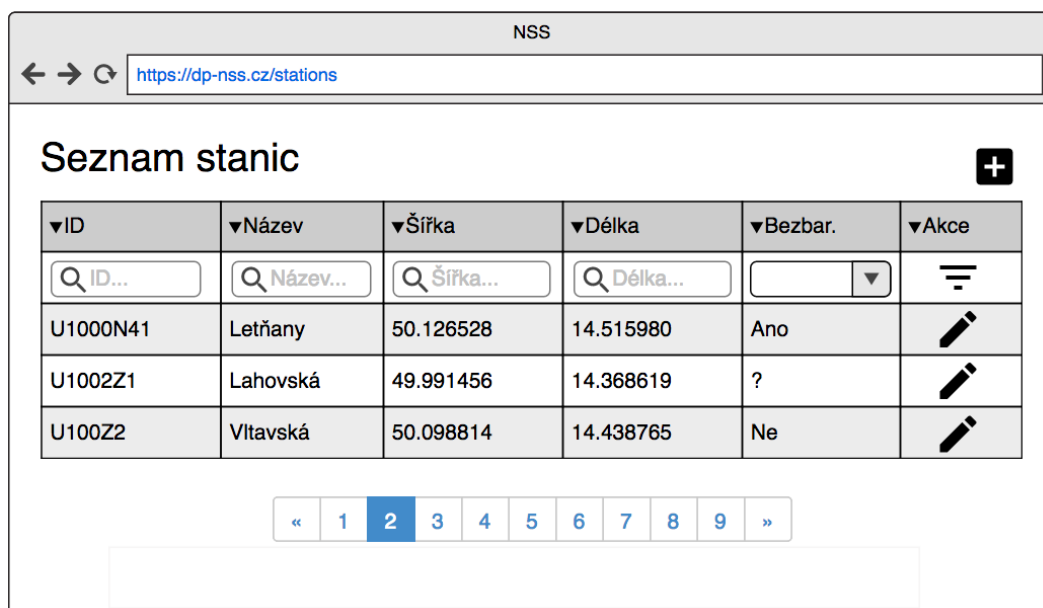 NSS
https://dp-nss.cz/stations
Seznam stanic
▼ID ▼Název ▼Šířka ▼Délka ▼Bezbar. ▼Akce
ID... Název... Šířka... Délka...
U1000N41 Letňany 50.126528 14.515980 Ano
U1002Z1 Lahovská 49.991456 14.368619 ?
U100Z2 Vltavská 50.098814 14.438765 Ne
« 1 2 3 4 5 6 7 8 9 »